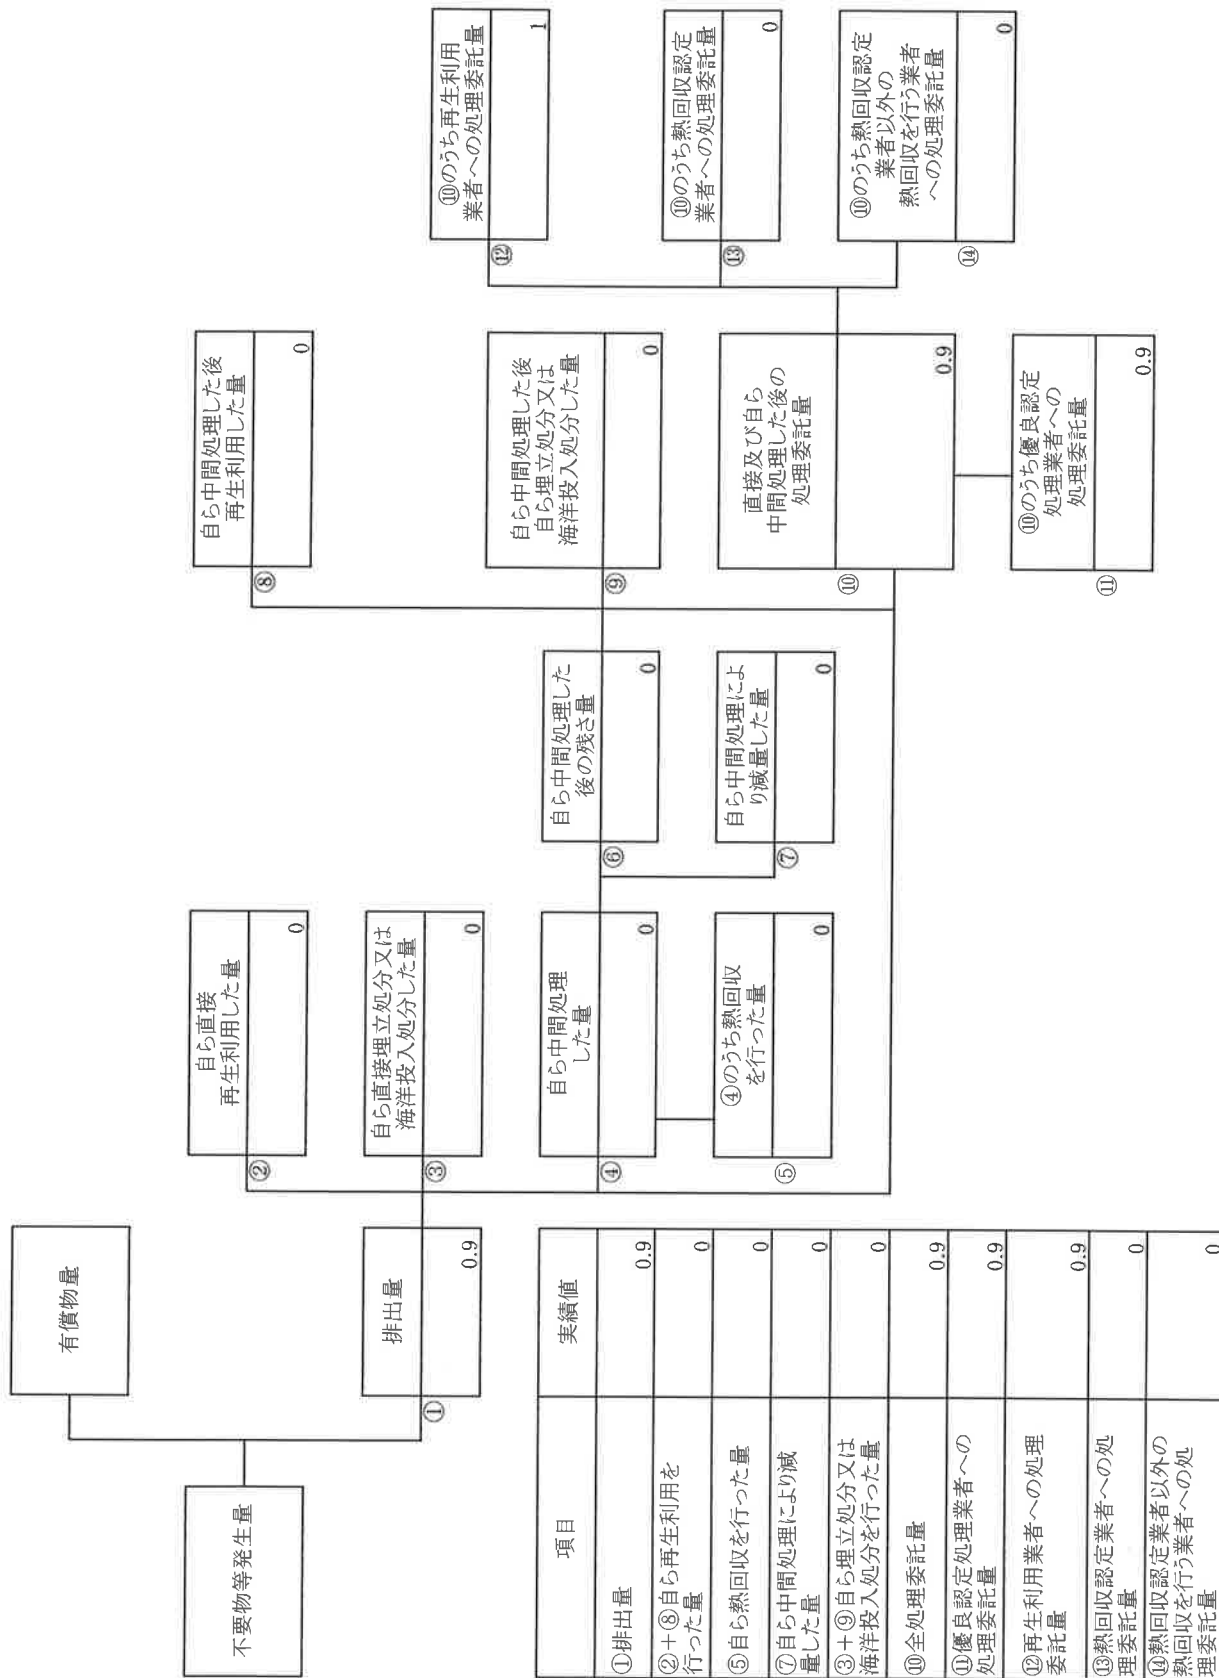 不要物等発生量
有償物量
①
排出量
0.9
②
自ら直接
再生利用した量
0
③
自ら直接埋立処分又は
海洋投入処分した量
0
④
自ら中間処理
した量
0
⑤
④のうち熱回収
を行った量
0
⑥
自ら中間処理した
後の残さ量
0
⑦
自ら中間処理によ
り減量した量
0
⑧
自ら中間処理した後
再生利用した量
0
⑨
自ら中間処理した後
自ら埋立処分又は
海洋投入処分した量
0
⑩
直接及び自ら
中間処理した後の
処理委託量
0.9
⑪
⑩のうち優良認定
処理業者への
処理委託量
0.9
⑫
⑩のうち再生利用
業者への処理委託量
1
⑬
⑩のうち熱回収認定
業者への処理委託量
0
⑭
⑩のうち熱回収認定
業者以外の
熱回収を行う業者
への処理委託量
0
項目
実績値
①排出量
0.9
②+⑧自ら再生利用を
行った量
0
⑤自ら熱回収を行った量
0
⑦自ら中間処理により減
量した量
0
③+⑨自ら埋立処分又は
海洋投入処分を行った量
0
⑩全処理委託量
0.9
⑪優良認定処理業者への
処理委託量
0.9
⑫再生利用業者への処理
委託量
0.9
⑬熱回収認定業者への処
理委託量
0
⑭熱回収認定業者以外の
熱回収を行う業者への処
理委託量
0